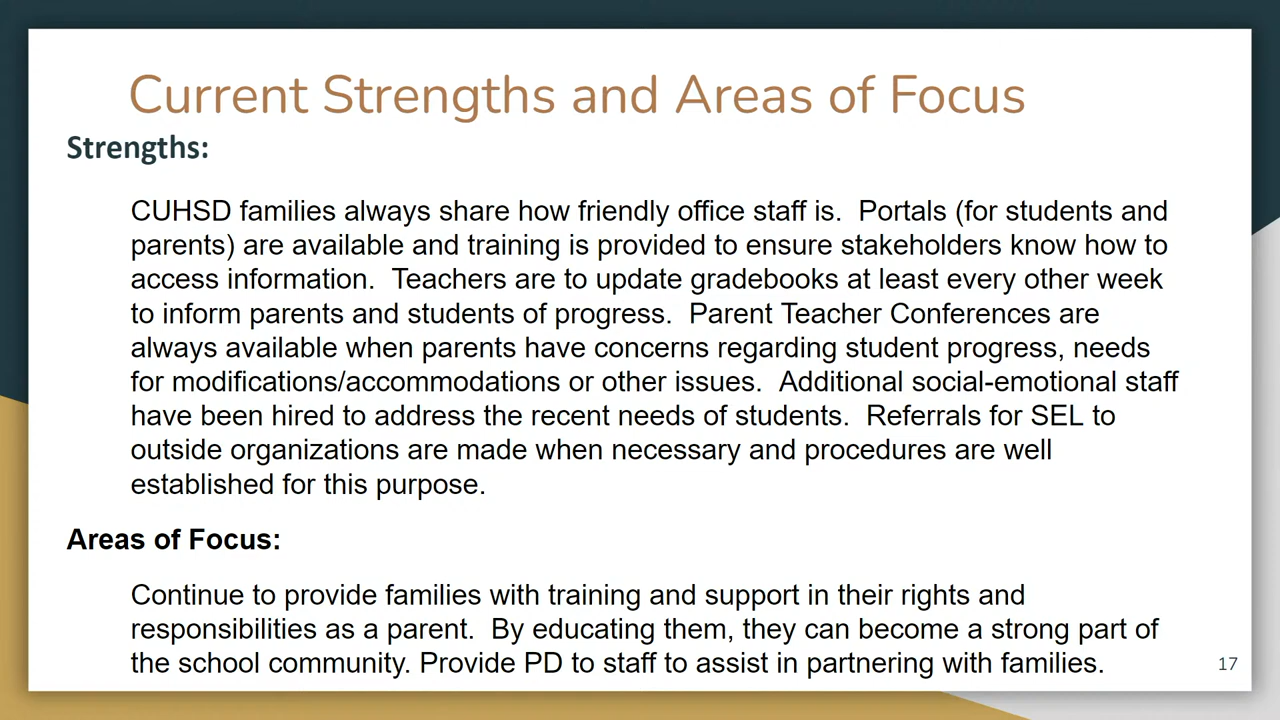 Current Strengths and Areas of Focus
Strengths:
CUHSD families always share how friendly office staff is.  Portals (for students and
parents) are available and training is provided to ensure stakeholders know how to
access information.  Teachers are to update gradebooks at least every other week
to inform parents and students of progress.  Parent Teacher Conferences are
always available when parents have concerns regarding student progress, needs
for modifications/accommodations or other issues.  Additional social-emotional staff
have been hired to address the recent needs of students.  Referrals for SEL to
outside organizations are made when necessary and procedures are well
established for this purpose.
Areas of Focus:
Continue to provide families with training and support in their rights and
responsibilities as a parent.  By educating them, they can become a strong part of
the school community. Provide PD to staff to assist in partnering with families.
17